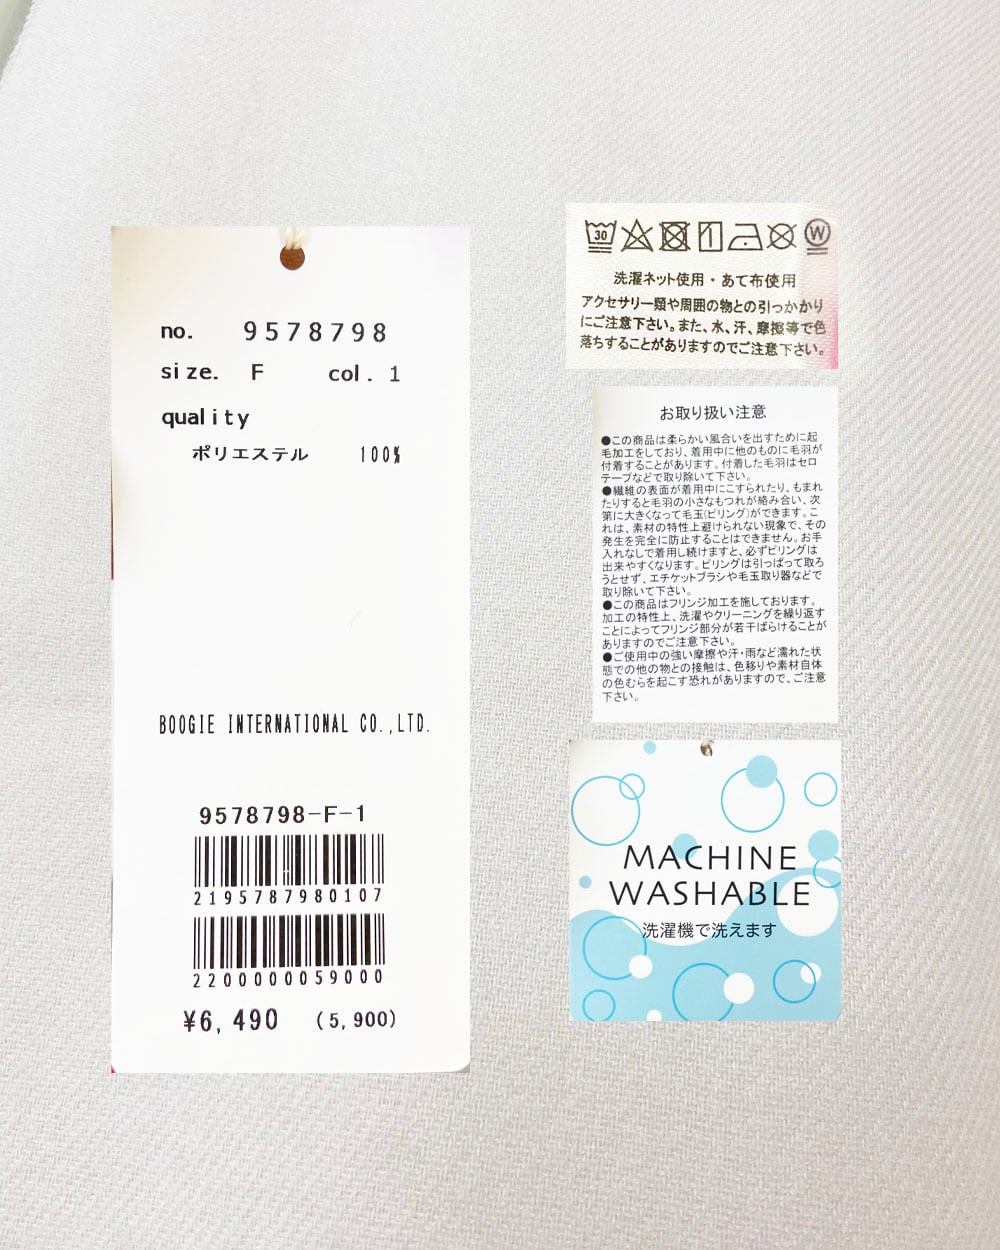 no. 9578798
size. F col. 1
quality
ポリエステル 100%
BOOGIE INTERNATIONAL CO.,LTD.
9578798-F-1
2195787980107
2200000059000
¥6,490 (5,900)
30
W
洗濯ネット使用・あて布使用
アクセサリー類や周囲の物との引っかかり
にご注意下さい。また、水、汗、摩擦等で色
落ちすることがありますのでご注意下さい。
お取り扱い注意
●この商品は柔らかい風合いを出すために起
毛加工をしており、着用中に他のものに毛羽が
付着することがあります。付着した毛羽はセロ
テープなどで取り除いて下さい。
●繊維の表面が着用中にこすられたり、もまれ
たりすると毛羽の小さなもつれが絡み合い、次
第に大きくなって毛玉(ピリング)ができます。こ
れは、素材の特性上避けられない現象で、その
発生を完全に防止することはできません。お手
入れなしで着用し続けますと、必ずピリングは
出来やすくなります。ピリングは引っぱって取ろ
うとせず、エチケットブラシや毛玉取り器などで
取り除いて下さい。
●この商品はフリンジ加工を施しております。
加工の特性上、洗濯やクリーニングを繰り返す
ことによってフリンジ部分が若干ばらけることが
ありますのでご注意下さい。
●ご使用中の強い摩擦や汗・雨など濡れた状
態での他の物との接触は、色移りや素材自体
の色むらを起こす恐れがありますので、ご注意
下さい。
MACHINE
WASHABLE
洗濯機で洗えます